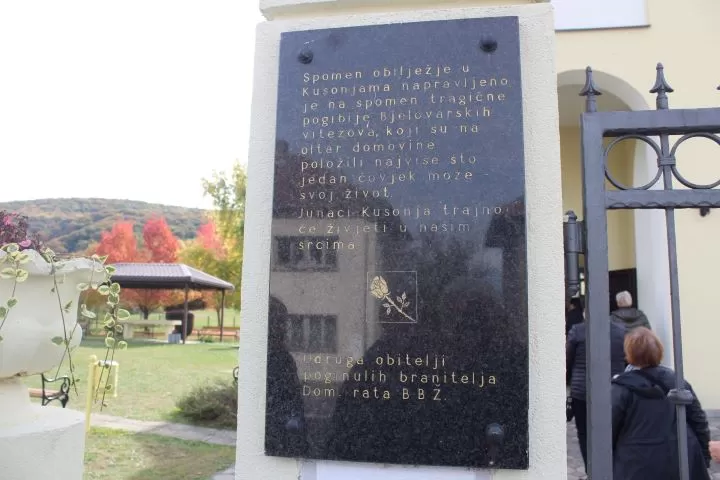 Spomen obilježje u
Kusonjama napravljeno
je na spomen tragične
pogibije Bjelovarskih
vitezova, koji su na
oltar domovine
položili najviše što
jedan čovjek može -
svoj život.
Junaci Kusonja trajno
će živjeti u našim
srcima
Udruga obitelji
poginulih branitelja
Dom. rata BBŽ.